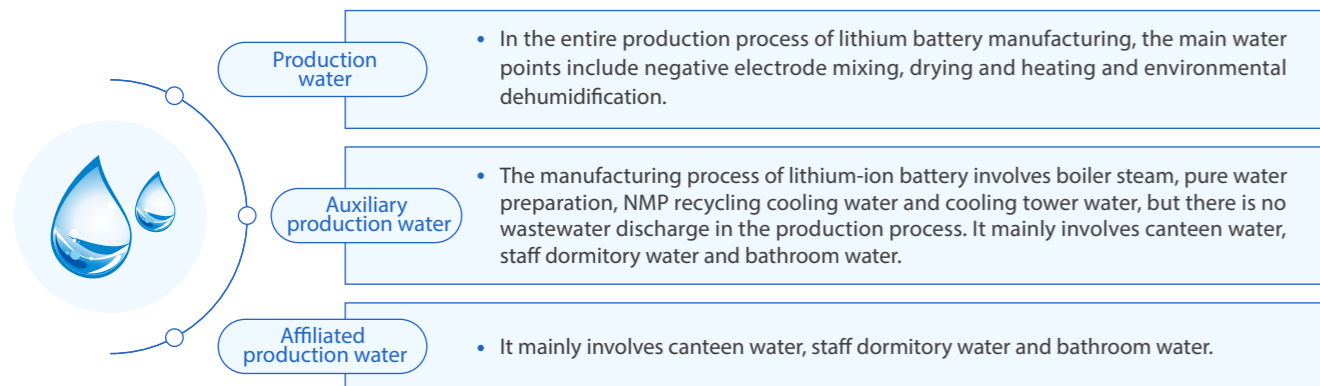 Production
water
• In the entire production process of lithium battery manufacturing, the main water
points include negative electrode mixing, drying and heating and environmental
dehumidification.
Auxiliary
production water
• The manufacturing process of lithium-ion battery involves boiler steam, pure water
preparation, NMP recycling cooling water and cooling tower water, but there is no
wastewater discharge in the production process. It mainly involves canteen water,
staff dormitory water and bathroom water.
Affiliated
production water
• It mainly involves canteen water, staff dormitory water and bathroom water.